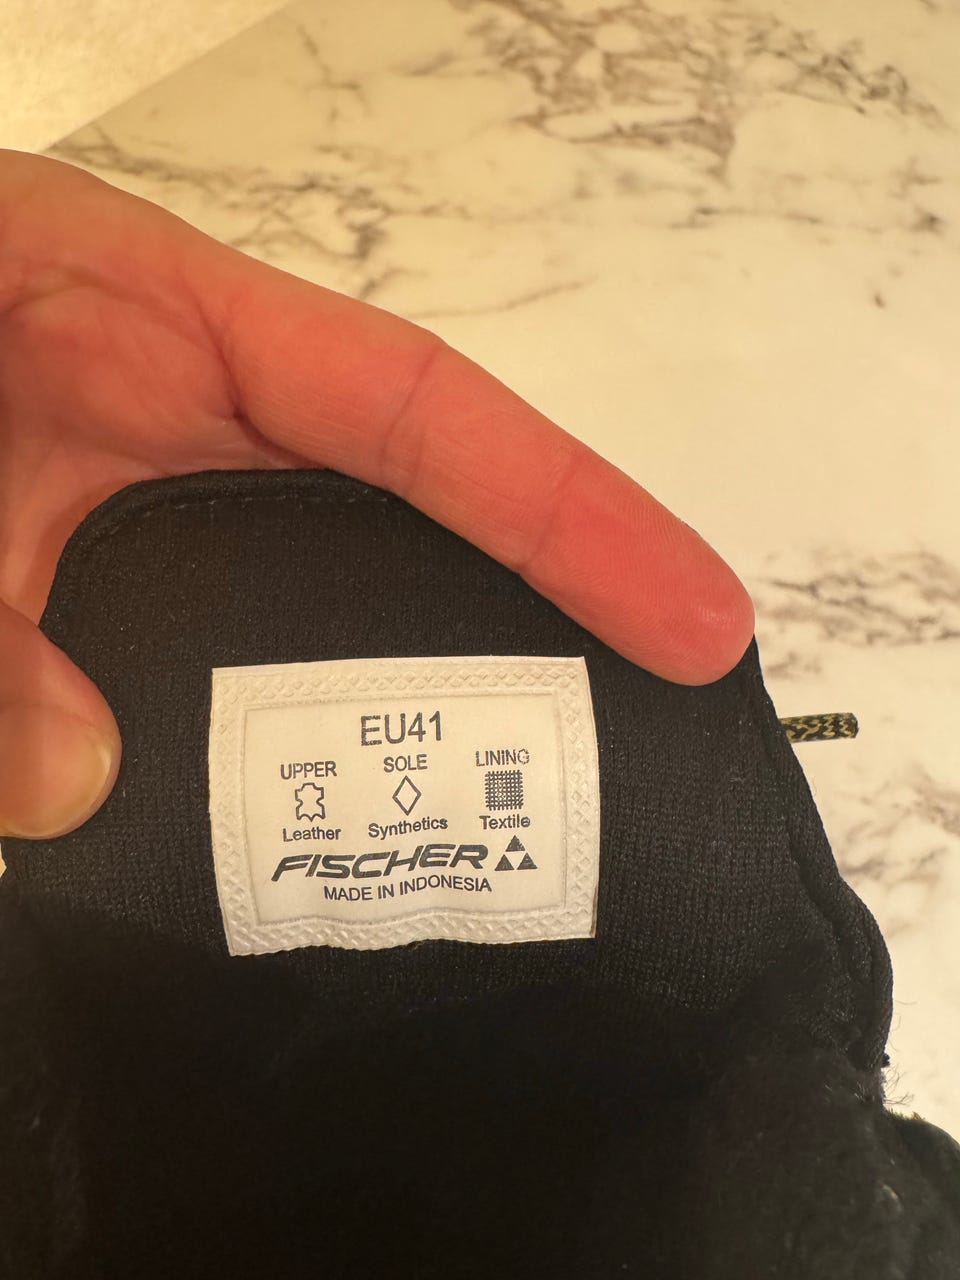 EU41
UPPER SOLE LINING
Leather Synthetics Textile
FISCHER
MADE IN INDONESIA